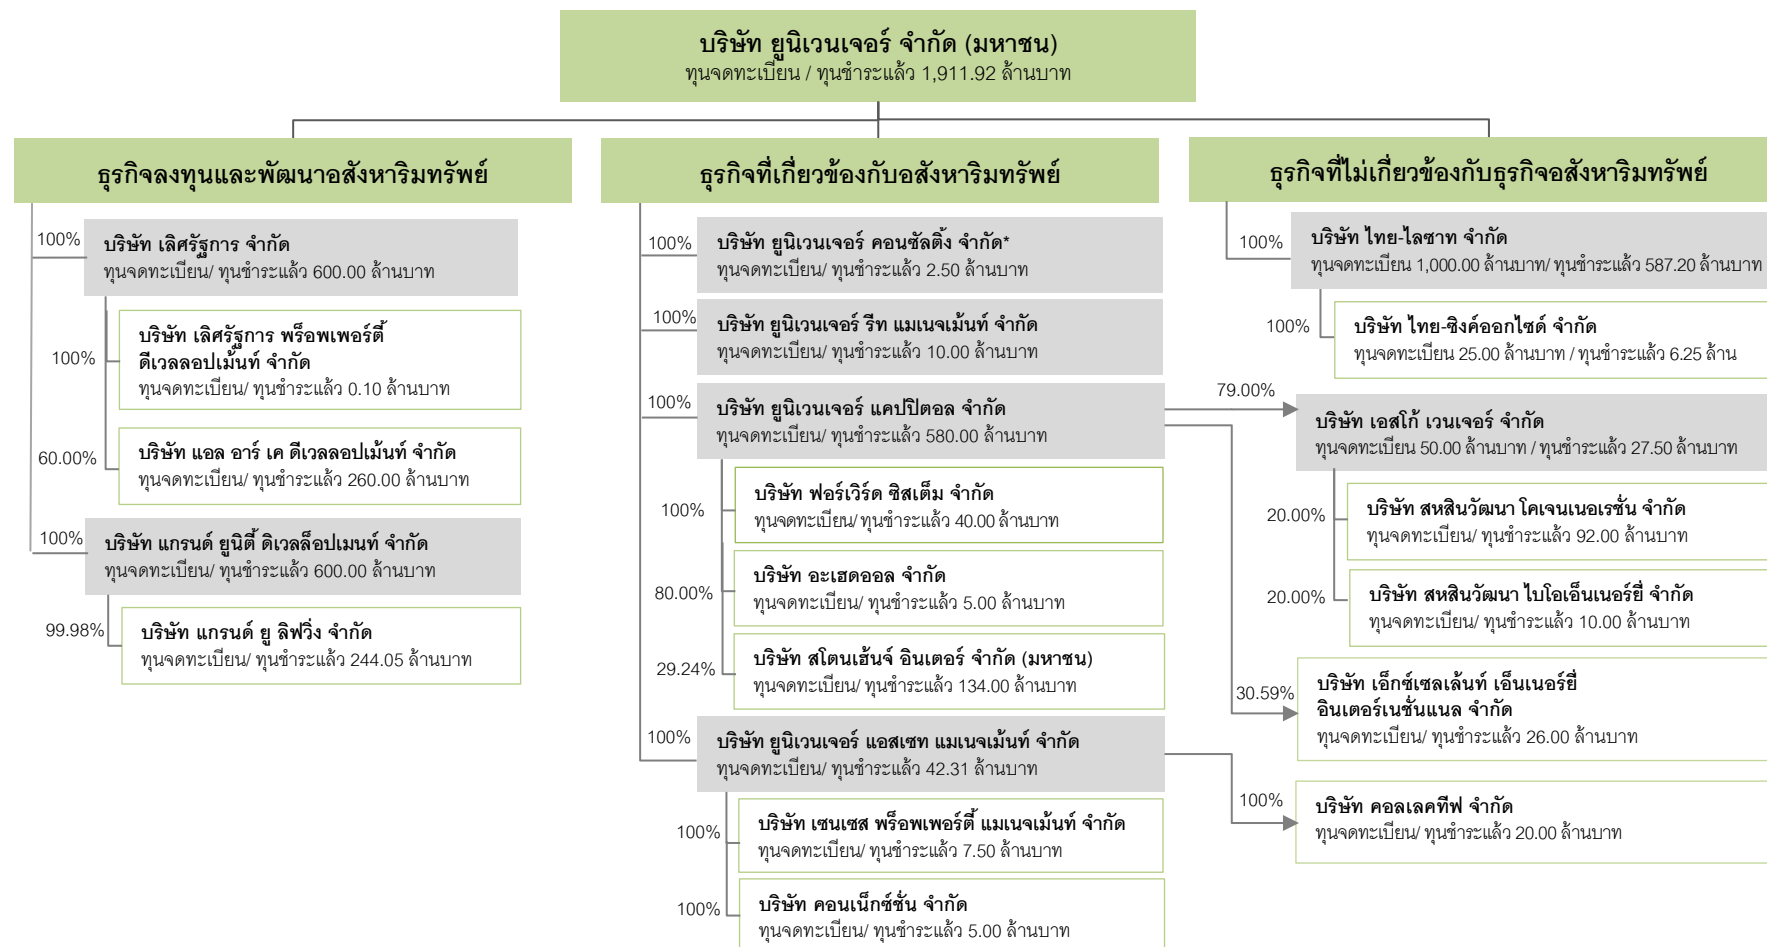 บริษัท ยูนิเวนเจอร์ จำกัด (มหาชน)
ทุนจดทะเบียน / ทุนชำระแล้ว 1,911.92 ล้านบาท
ธุรกิจลงทุนและพัฒนาอสังหาริมทรัพย์
100%
บริษัท เลิศรัฐการ จำกัด
ทุนจดทะเบียน/ ทุนชำระแล้ว 600.00 ล้านบาท
100%
บริษัท เลิศรัฐการ พร็อพเพอร์ตี้
ดีเวลลอปเม้นท์ จำกัด
ทุนจดทะเบียน/ ทุนชำระแล้ว 0.10 ล้านบาท
60.00%
บริษัท แอล อาร์ เค ดีเวลลอปเม้นท์ จำกัด
ทุนจดทะเบียน/ ทุนชำระแล้ว 260.00 ล้านบาท
100%
บริษัท แกรนด์ ยูนิตี้ ดิเวลล็อปเมนท์ จำกัด
ทุนจดทะเบียน/ ทุนชำระแล้ว 600.00 ล้านบาท
99.98%
บริษัท แกรนด์ ยู ลิฟวิ่ง จำกัด
ทุนจดทะเบียน/ ทุนชำระแล้ว 244.05 ล้านบาท
ธุรกิจที่เกี่ยวข้องกับอสังหาริมทรัพย์
100%
บริษัท ยูนิเวนเจอร์ คอนซัลติ้ง จำกัด*
ทุนจดทะเบียน/ ทุนชำระแล้ว 2.50 ล้านบาท
100%
บริษัท ยูนิเวนเจอร์ รีท แมเนจเม้นท์ จำกัด
ทุนจดทะเบียน/ ทุนชำระแล้ว 10.00 ล้านบาท
100%
บริษัท ยูนิเวนเจอร์ แคปปิตอล จำกัด
ทุนจดทะเบียน/ ทุนชำระแล้ว 580.00 ล้านบาท
100%
บริษัท ฟอร์เวิร์ด ซิสเต็ม จำกัด
ทุนจดทะเบียน/ ทุนชำระแล้ว 40.00 ล้านบาท
80.00%
บริษัท อะเฮดออล จำกัด
ทุนจดทะเบียน/ ทุนชำระแล้ว 5.00 ล้านบาท
29.24%
บริษัท สโตนเฮ้นจ์ อินเตอร์ จำกัด (มหาชน)
ทุนจดทะเบียน/ ทุนชำระแล้ว 134.00 ล้านบาท
100%
บริษัท ยูนิเวนเจอร์ แอสเซท แมเนจเม้นท์ จำกัด
ทุนจดทะเบียน/ ทุนชำระแล้ว 42.31 ล้านบาท
100%
บริษัท เซนเซส พร็อพเพอร์ตี้ แมเนจเม้นท์ จำกัด
ทุนจดทะเบียน/ ทุนชำระแล้ว 7.50 ล้านบาท
100%
บริษัท คอนเน็กซ์ชั่น จำกัด
ทุนจดทะเบียน/ ทุนชำระแล้ว 5.00 ล้านบาท
ธุรกิจที่ไม่เกี่ยวข้องกับธุรกิจอสังหาริมทรัพย์
100%
บริษัท ไทย-ไลซาท จำกัด
ทุนจดทะเบียน 1,000.00 ล้านบาท/ ทุนชำระแล้ว 587.20 ล้านบาท
100%
บริษัท ไทย-ซิงค์ออกไซด์ จำกัด
ทุนจดทะเบียน 25.00 ล้านบาท / ทุนชำระแล้ว 6.25 ล้าน
79.00%
บริษัท เอสโก้ เวนเจอร์ จำกัด
ทุนจดทะเบียน 50.00 ล้านบาท / ทุนชำระแล้ว 27.50 ล้านบาท
20.00%
บริษัท สหสินวัฒนา โคเจนเนอเรชั่น จำกัด
ทุนจดทะเบียน/ ทุนชำระแล้ว 92.00 ล้านบาท
20.00%
บริษัท สหสินวัฒนา ไบโอเอ็นเนอร์ยี่ จำกัด
ทุนจดทะเบียน/ ทุนชำระแล้ว 10.00 ล้านบาท
30.59%
บริษัท เอ็กซ์เซลเล้นท์ เอ็นเนอร์ยี่
อินเตอร์เนชั่นแนล จำกัด
ทุนจดทะเบียน/ ทุนชำระแล้ว 26.00 ล้านบาท
100%
บริษัท คอลเลคทีฟ จำกัด
ทุนจดทะเบียน/ ทุนชำระแล้ว 20.00 ล้านบาท